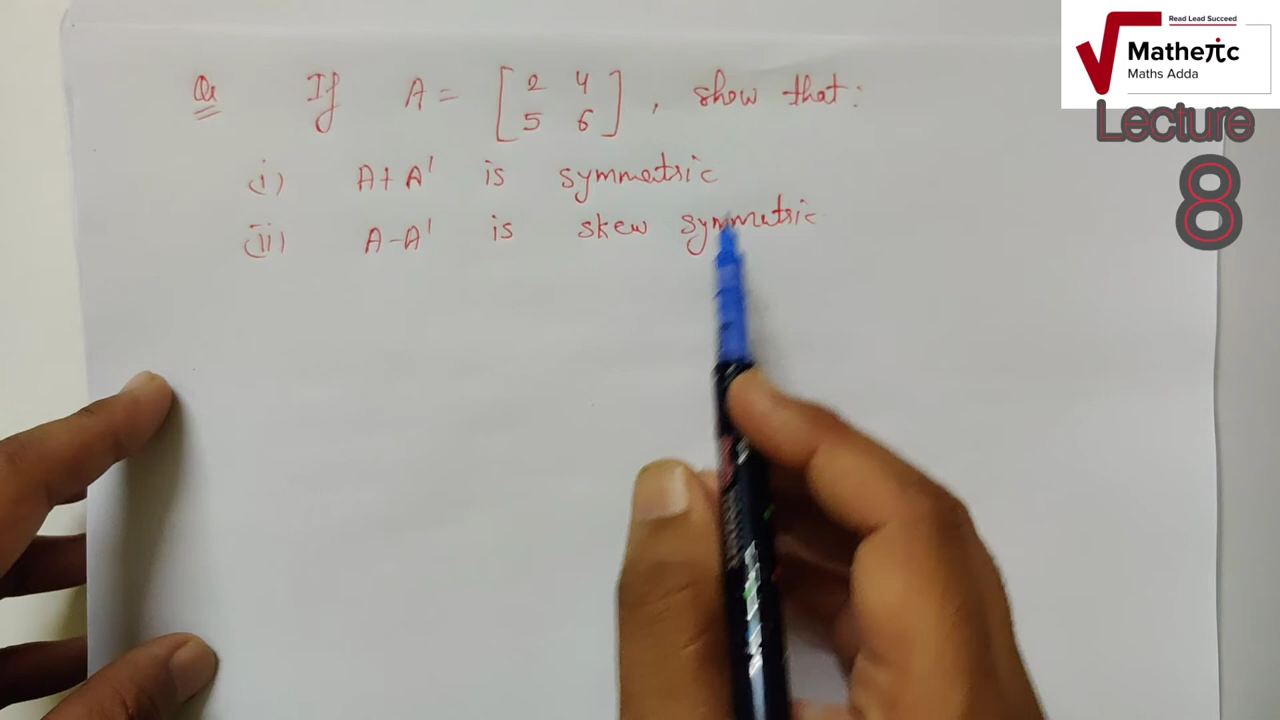 Read Lead Succeed
Matheπc
Maths Adda
Lecture
8
Q. If A = [2 4
5 6], show that:
(i) A+A' is symmetric
(ii) A-A' is skew symmetric